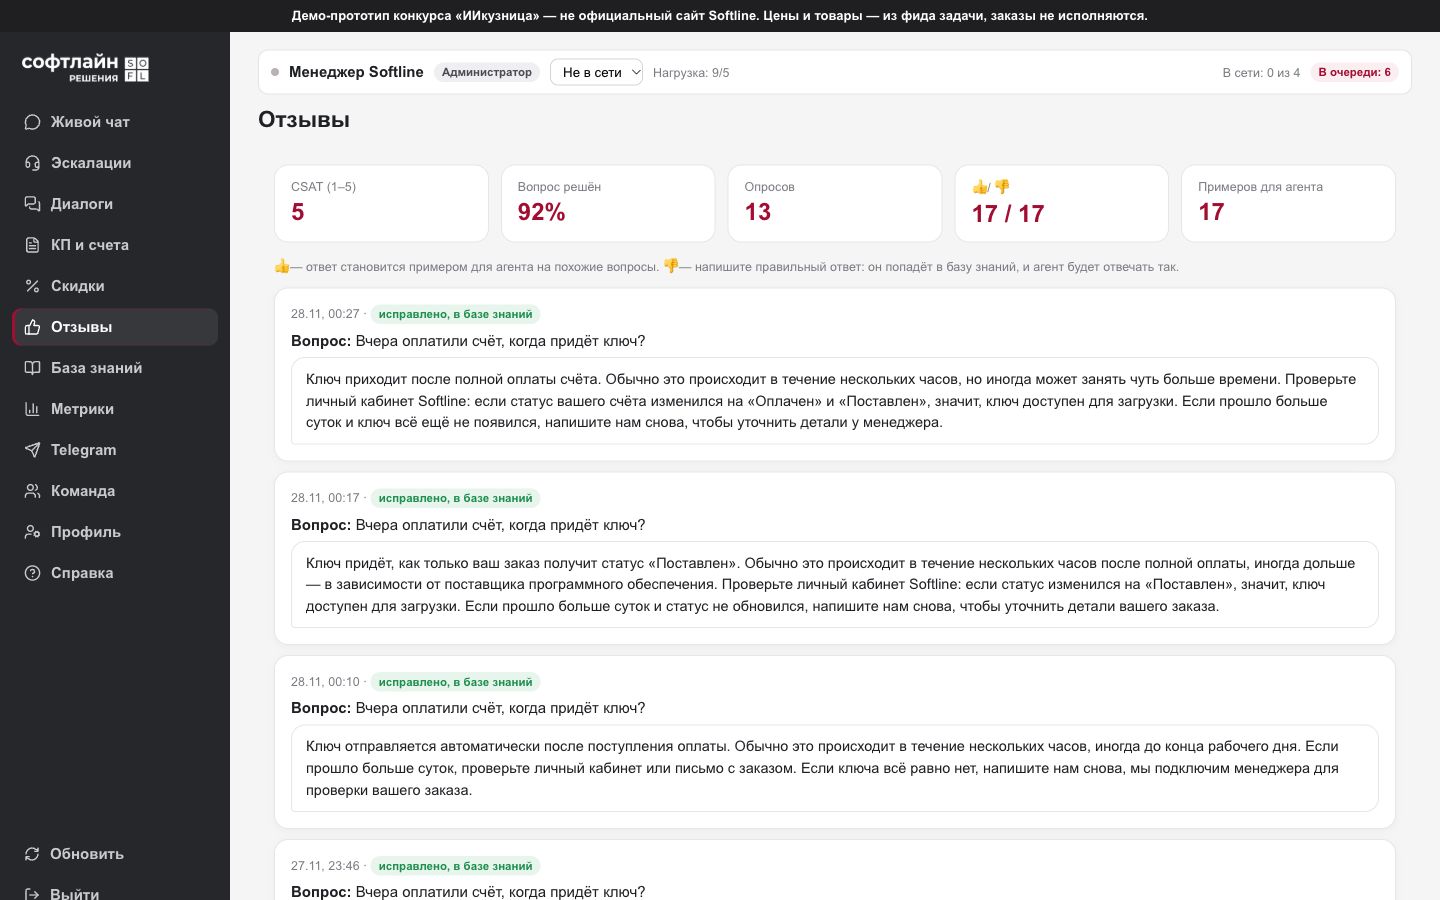 Демо-прототип конкурса «ИИкузница» — не официальный сайт Softline. Цены и товары — из фида задачи, заказы не исполняются.
софтлайн
решения
SO
FL
Живой чат
Эскалации
Диалоги
КП и счета
Скидки
Отзывы
База знаний
Метрики
Telegram
Команда
Профиль
Справка
Обновить
Выйти
Менеджер Softline Администратор Не в сети Нагрузка: 9/5 В сети: 0 из 4 В очереди: 6
Отзывы
CSAT (1–5)
5
Вопрос решён
92%
Опросов
13
👍/ 👎
17 / 17
Примеров для агента
17
👍— ответ становится примером для агента на похожие вопросы. 👎— напишите правильный ответ: он попадёт в базу знаний, и агент будет отвечать так.
28.11, 00:27 · исправлено, в базе знаний
Вопрос: Вчера оплатили счёт, когда придёт ключ?
Ключ приходит после полной оплаты счёта. Обычно это происходит в течение нескольких часов, но иногда может занять чуть больше времени. Проверьте
личный кабинет Softline: если статус вашего счёта изменился на «Оплачен» и «Поставлен», значит, ключ доступен для загрузки. Если прошло больше
суток и ключ всё ещё не появился, напишите нам снова, чтобы уточнить детали у менеджера.
28.11, 00:17 · исправлено, в базе знаний
Вопрос: Вчера оплатили счёт, когда придёт ключ?
Ключ придёт, как только ваш заказ получит статус «Поставлен». Обычно это происходит в течение нескольких часов после полной оплаты, иногда дольше
— в зависимости от поставщика программного обеспечения. Проверьте личный кабинет Softline: если статус изменился на «Поставлен», значит, ключ
доступен для загрузки. Если прошло больше суток и статус не обновился, напишите нам снова, чтобы уточнить детали вашего заказа.
28.11, 00:10 · исправлено, в базе знаний
Вопрос: Вчера оплатили счёт, когда придёт ключ?
Ключ отправляется автоматически после поступления оплаты. Обычно это происходит в течение нескольких часов, иногда до конца рабочего дня. Если
прошло больше суток, проверьте личный кабинет или письмо с заказом. Если ключа всё равно нет, напишите нам снова, мы подключим менеджера для
проверки вашего заказа.
27.11, 23:46 · исправлено, в базе знаний
Вопрос: Вчера оплатили счёт, когда придёт ключ?